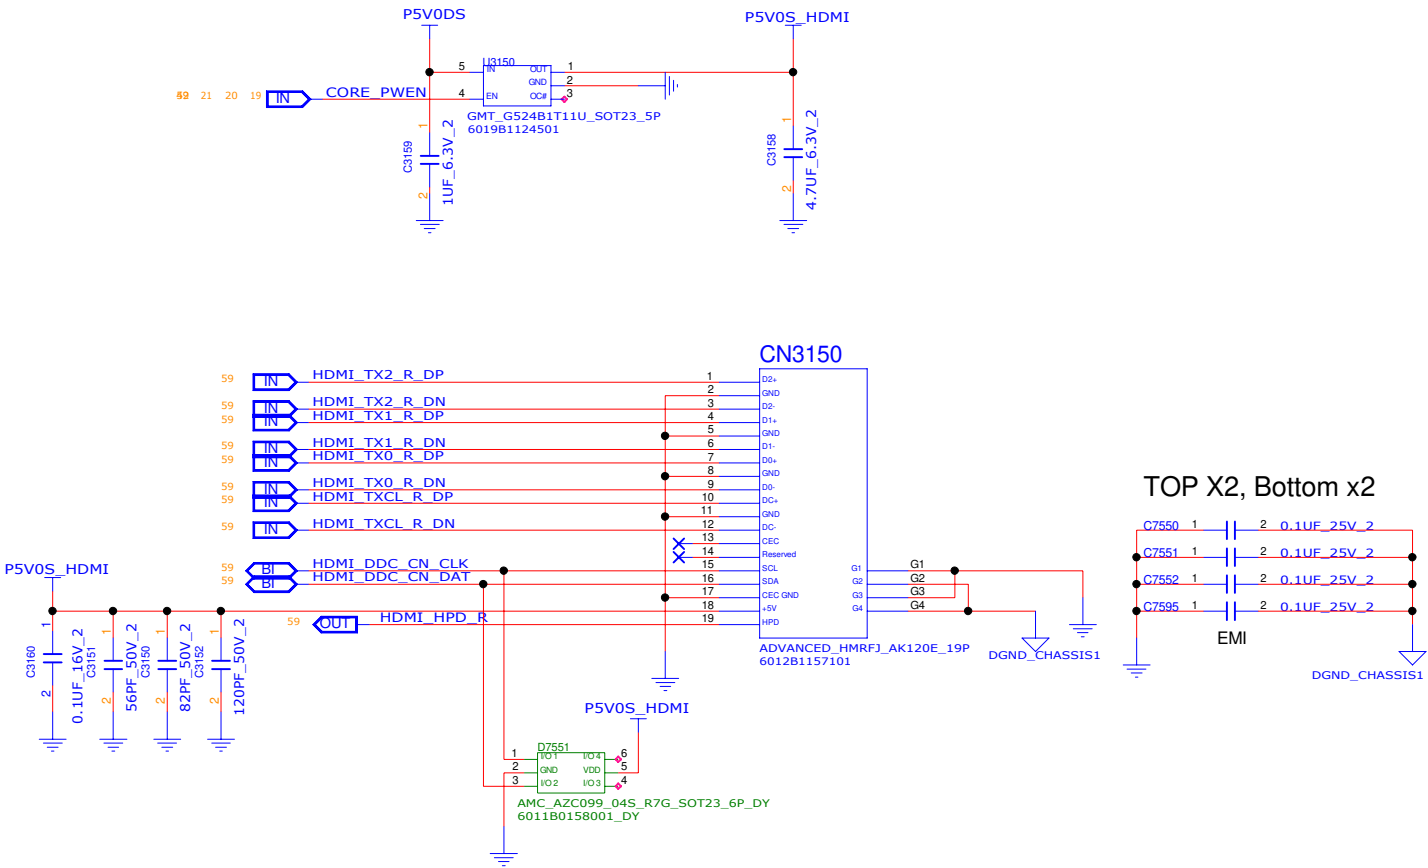 P5V0DS
P5V0S_HDMI
U3150
5 IN OUT 1
GND 2
4 EN OC# 3
21 20 19 IN CORE_PWEN
GMT_G524B1T11U_SOT23_5P
6019B1124501
C3159 1 2 1UF_6.3V_2
C3158 1 2 4.7UF_6.3V_2
CN3150
59 IN HDMI_TX2_R_DP 1 D2+
2 GND
59 IN HDMI_TX2_R_DN 3 D2-
59 IN HDMI_TX1_R_DP 4 D1+
5 GND
59 IN HDMI_TX1_R_DN 6 D1-
59 IN HDMI_TX0_R_DP 7 D0+
8 GND
59 IN HDMI_TX0_R_DN 9 D0-
59 IN HDMI_TXCL_R_DP 10 DC+
11 GND
59 IN HDMI_TXCL_R_DN 12 DC-
13 CEC
14 Reserved
59 BI HDMI_DDC_CN_CLK 15 SCL
59 BI HDMI_DDC_CN_DAT 16 SDA
17 CEC GND
18 +5V
59 OUT HDMI_HPD_R 19 HPD
G1 G1
G2 G2
G3 G3
G4 G4
ADVANCED_HMRFJ_AK120E_19P
6012B1157101
DGND_CHASSIS1
P5V0S_HDMI
C3160 1 2 0.1UF_16V_2
C3151 1 2 56PF_50V_2
C3150 1 2 82PF_50V_2
C3152 1 2 120PF_50V_2
P5V0S_HDMI
D7551
1 I/O 1 I/O 4 6
2 GND VDD 5
3 I/O 2 I/O 3 4
AMC_AZC099_04S_R7G_SOT23_6P_DY
6011B0158001_DY
TOP X2, Bottom x2
C7550 1 2 0.1UF_25V_2
C7551 1 2 0.1UF_25V_2
C7552 1 2 0.1UF_25V_2
C7595 1 2 0.1UF_25V_2
EMI
DGND_CHASSIS1